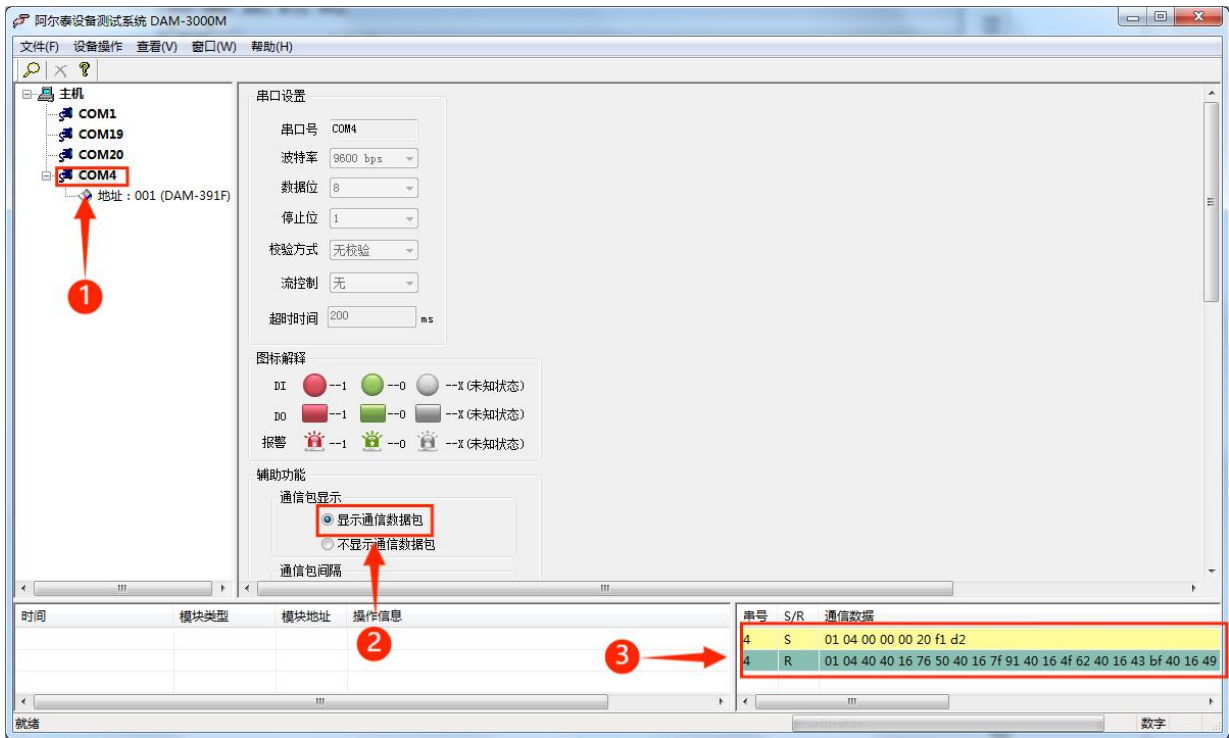 阿尔泰设备测试系统 DAM-3000M
文件(F) 设备操作 查看(V) 窗口(W) 帮助(H)
主机
COM1
COM19
COM20
COM4
地址：001 (DAM-391F)
1
串口设置
串口号 COM4
波特率 9600 bps
数据位 8
停止位 1
校验方式 无校验
流控制 无
超时时间 200 ms
图标解释
DI --1 --0 --X(未知状态)
DO --1 --0 --X(未知状态)
报警 --1 --0 --X(未知状态)
辅助功能
通信包显示
显示通信数据包
不显示通信数据包
通信包间隔
2
时间 模块类型 模块地址 操作信息
3
串号 S/R 通信数据
4 S 01 04 00 00 00 20 f1 d2
4 R 01 04 40 40 16 76 50 40 16 7f 91 40 16 4f 62 40 16 43 bf 40 16 49
就绪
数字